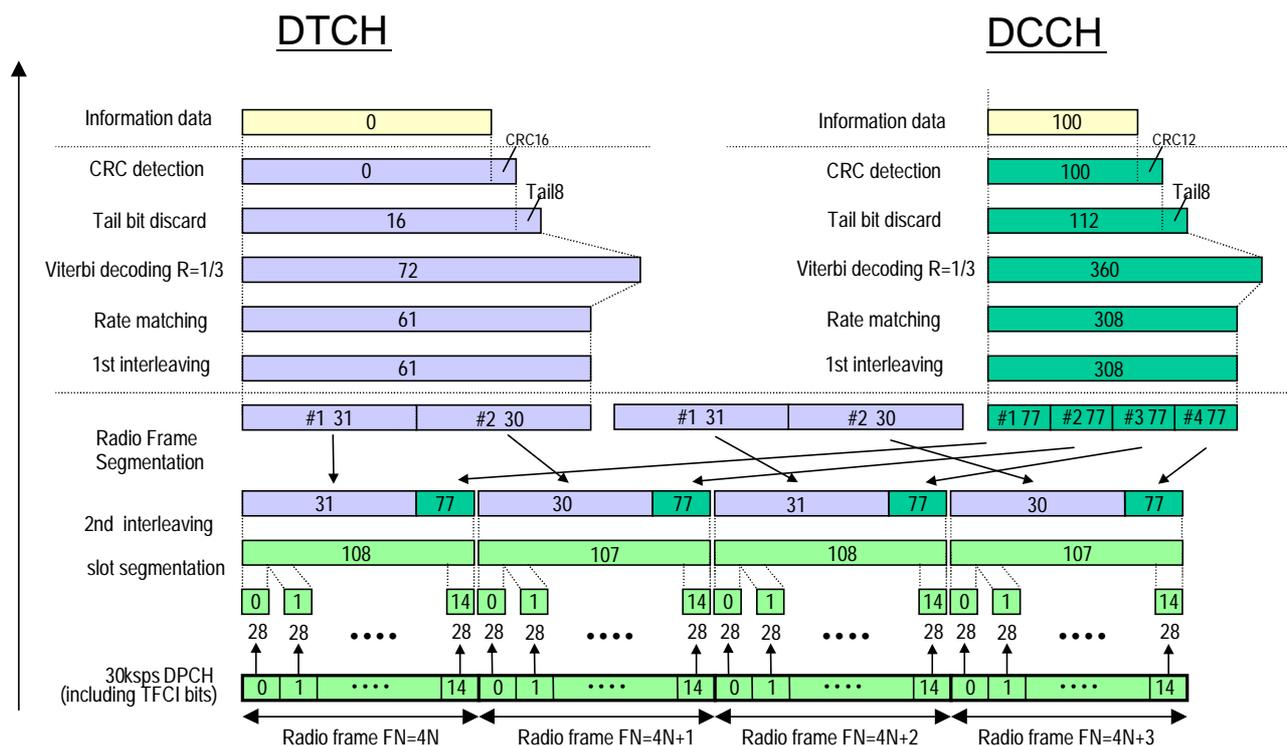 DTCH DCCH
Information data 0 Information data 100
CRC16 CRC12
CRC detection 0 CRC detection 100
Tail8 Tail8
Tail bit discard 16 Tail bit discard 112
Viterbi decoding R=1/3 72 Viterbi decoding R=1/3 360
Rate matching 61 Rate matching 308
1st interleaving 61 1st interleaving 308
#1 31 #2 30 #1 31 #2 30 #1 77 #2 77 #3 77 #4 77
Radio Frame
Segmentation
31 77 30 77 31 77 30 77
2nd interleaving
108 107 108 107
slot segmentation
0 1 14 0 1 14 0 1 14 0 1 14
28 28 •••• 28 28 28 •••• 28 28 28 •••• 28 28 28 •••• 28
30ksps DPCH
(including TFCI bits)
0 1 •••• 14 0 1 •••• 14 0 1 •••• 14 0 1 •••• 14
Radio frame FN=4N Radio frame FN=4N+1 Radio frame FN=4N+2 Radio frame FN=4N+3